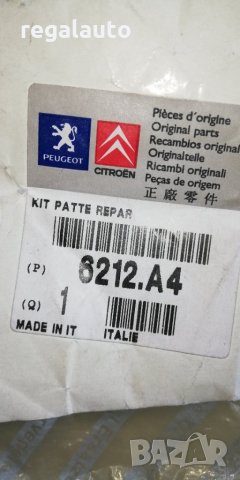 regalauto
PEUGEOT
CITROËN
Pièces d'origine
Original parts
Recambios originales
Originalteile
Ricambi originali
Peças de origem
正廠零件
KIT PATTE REPAR
(P) 6212.A4
(Q) 1
MADE IN IT ITALIE
BAZAR